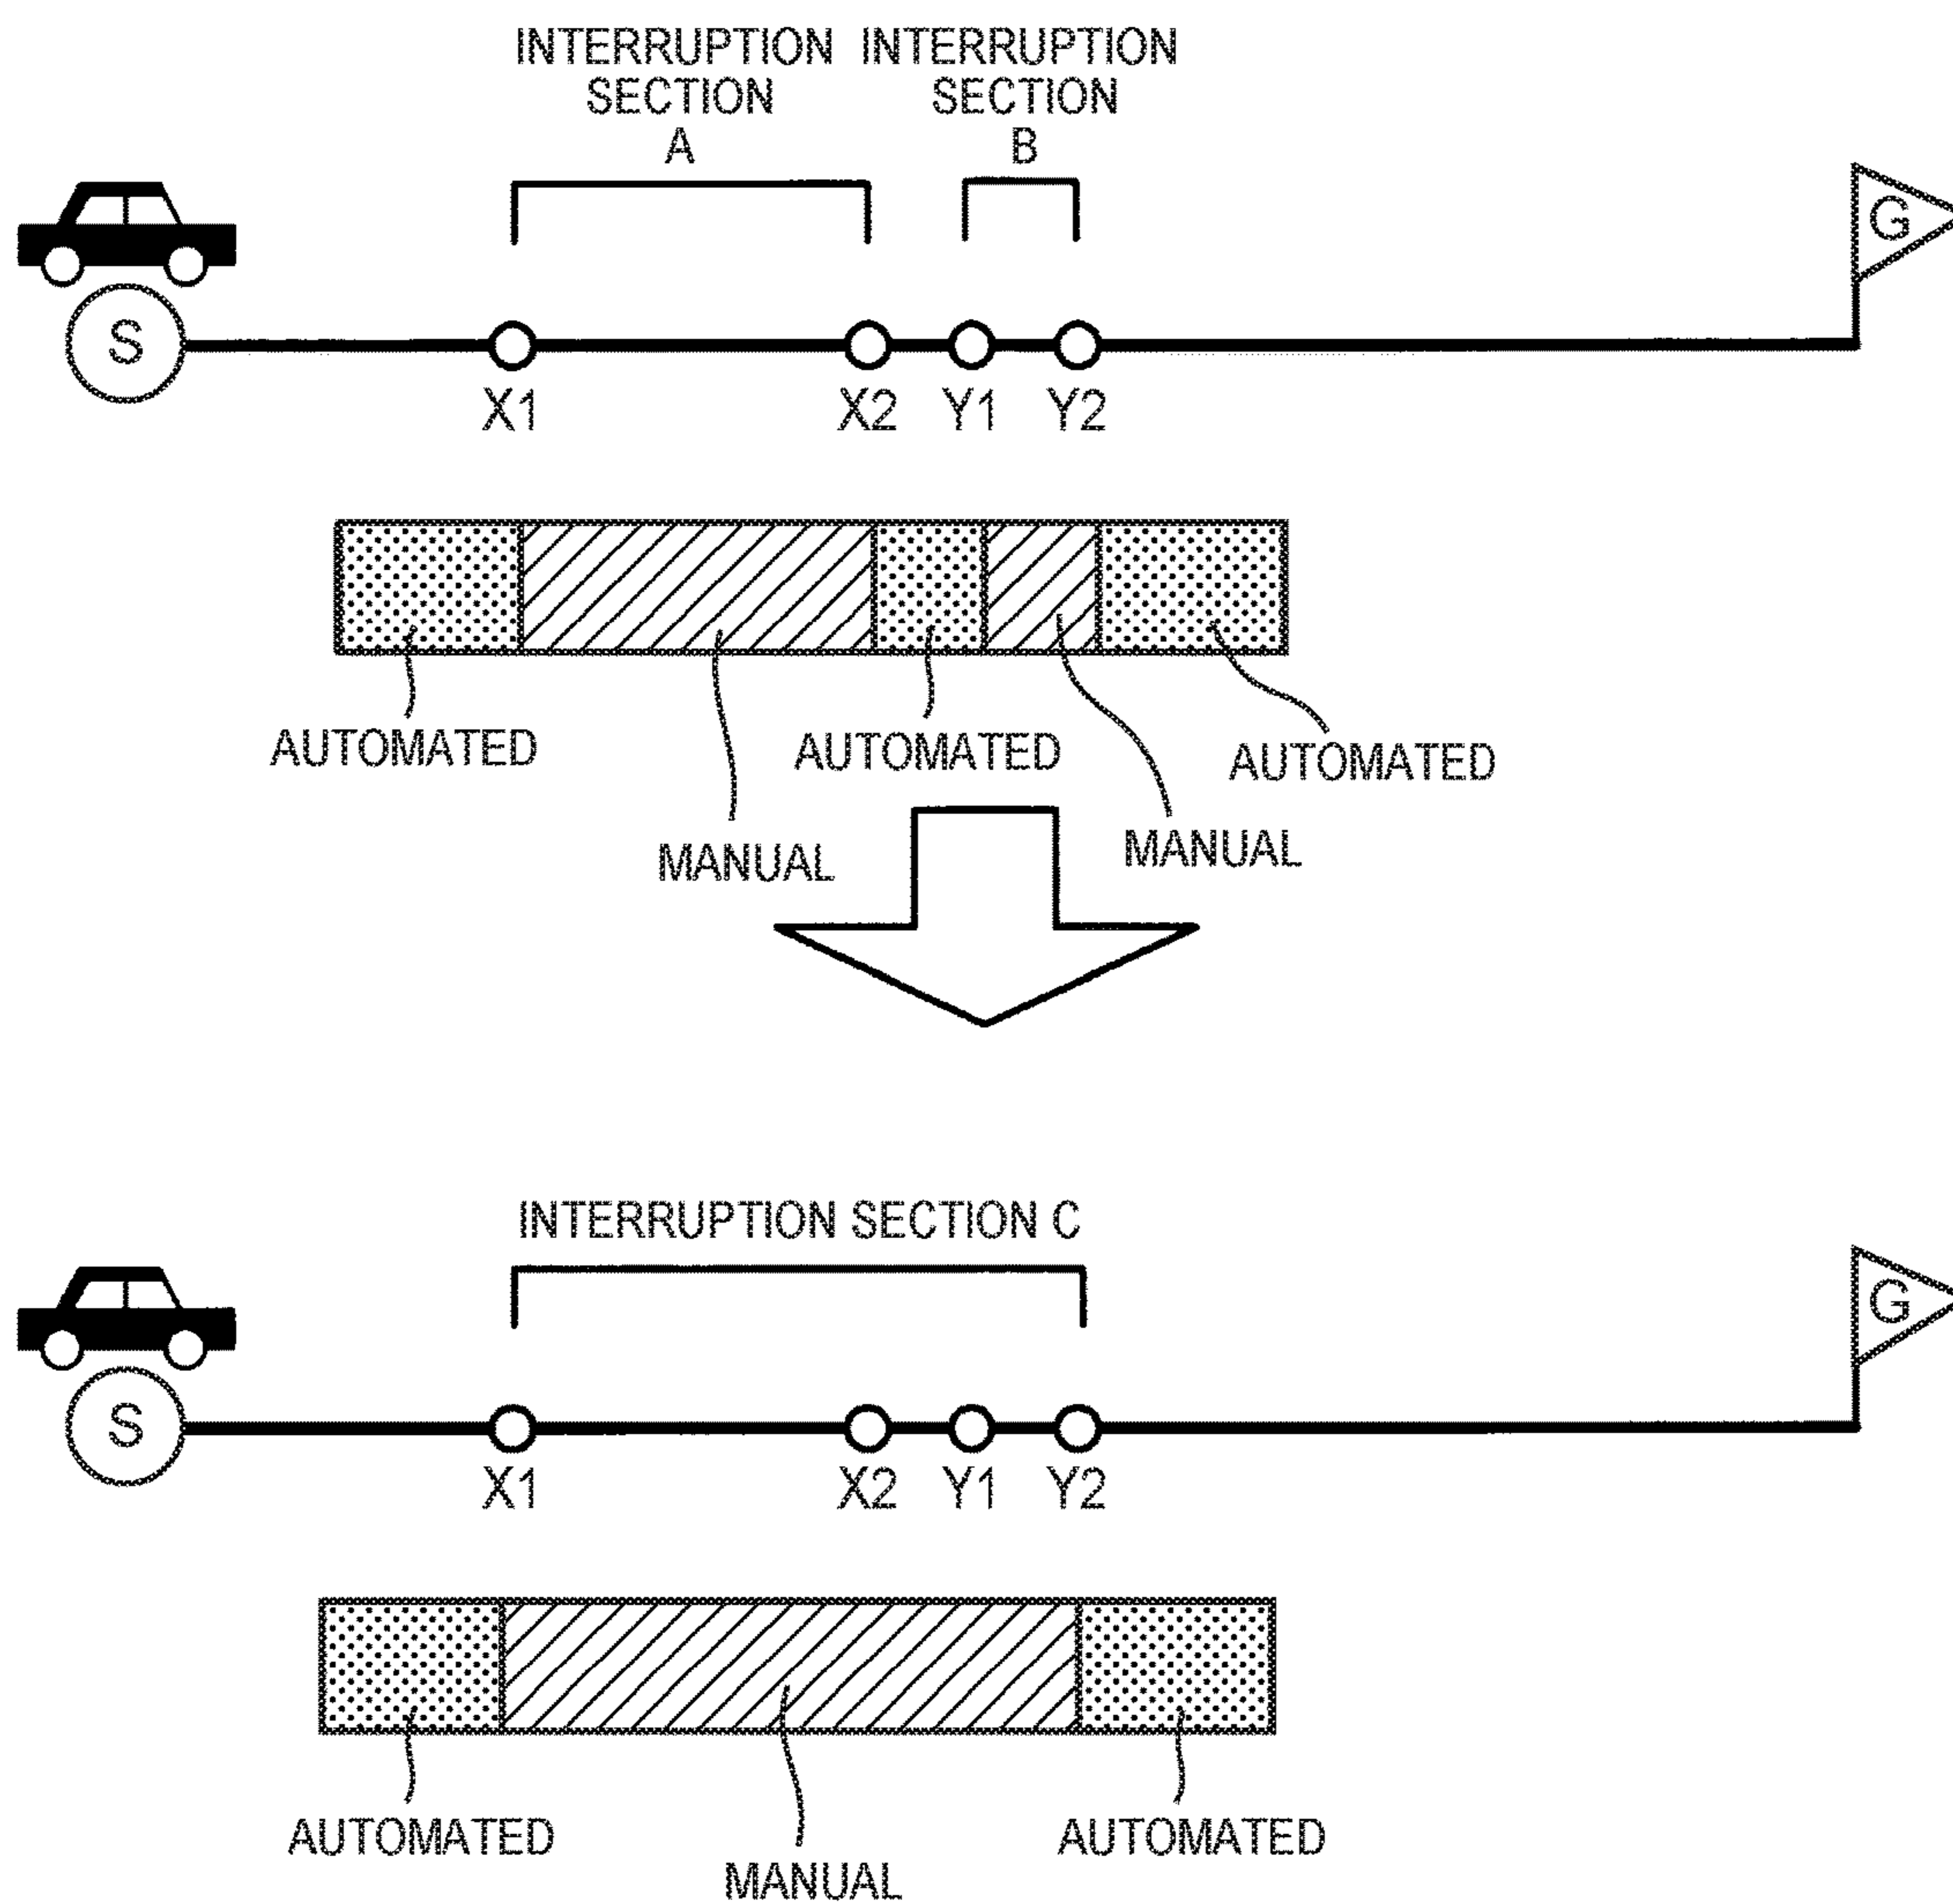 INTERRUPTION
SECTION
A
INTERRUPTION
SECTION
B
G
S
X1
X2
Y1
Y2
AUTOMATED
AUTOMATED
AUTOMATED
MANUAL
MANUAL
INTERRUPTION SECTION C
G
S
X1
X2
Y1
Y2
AUTOMATED
AUTOMATED
MANUAL